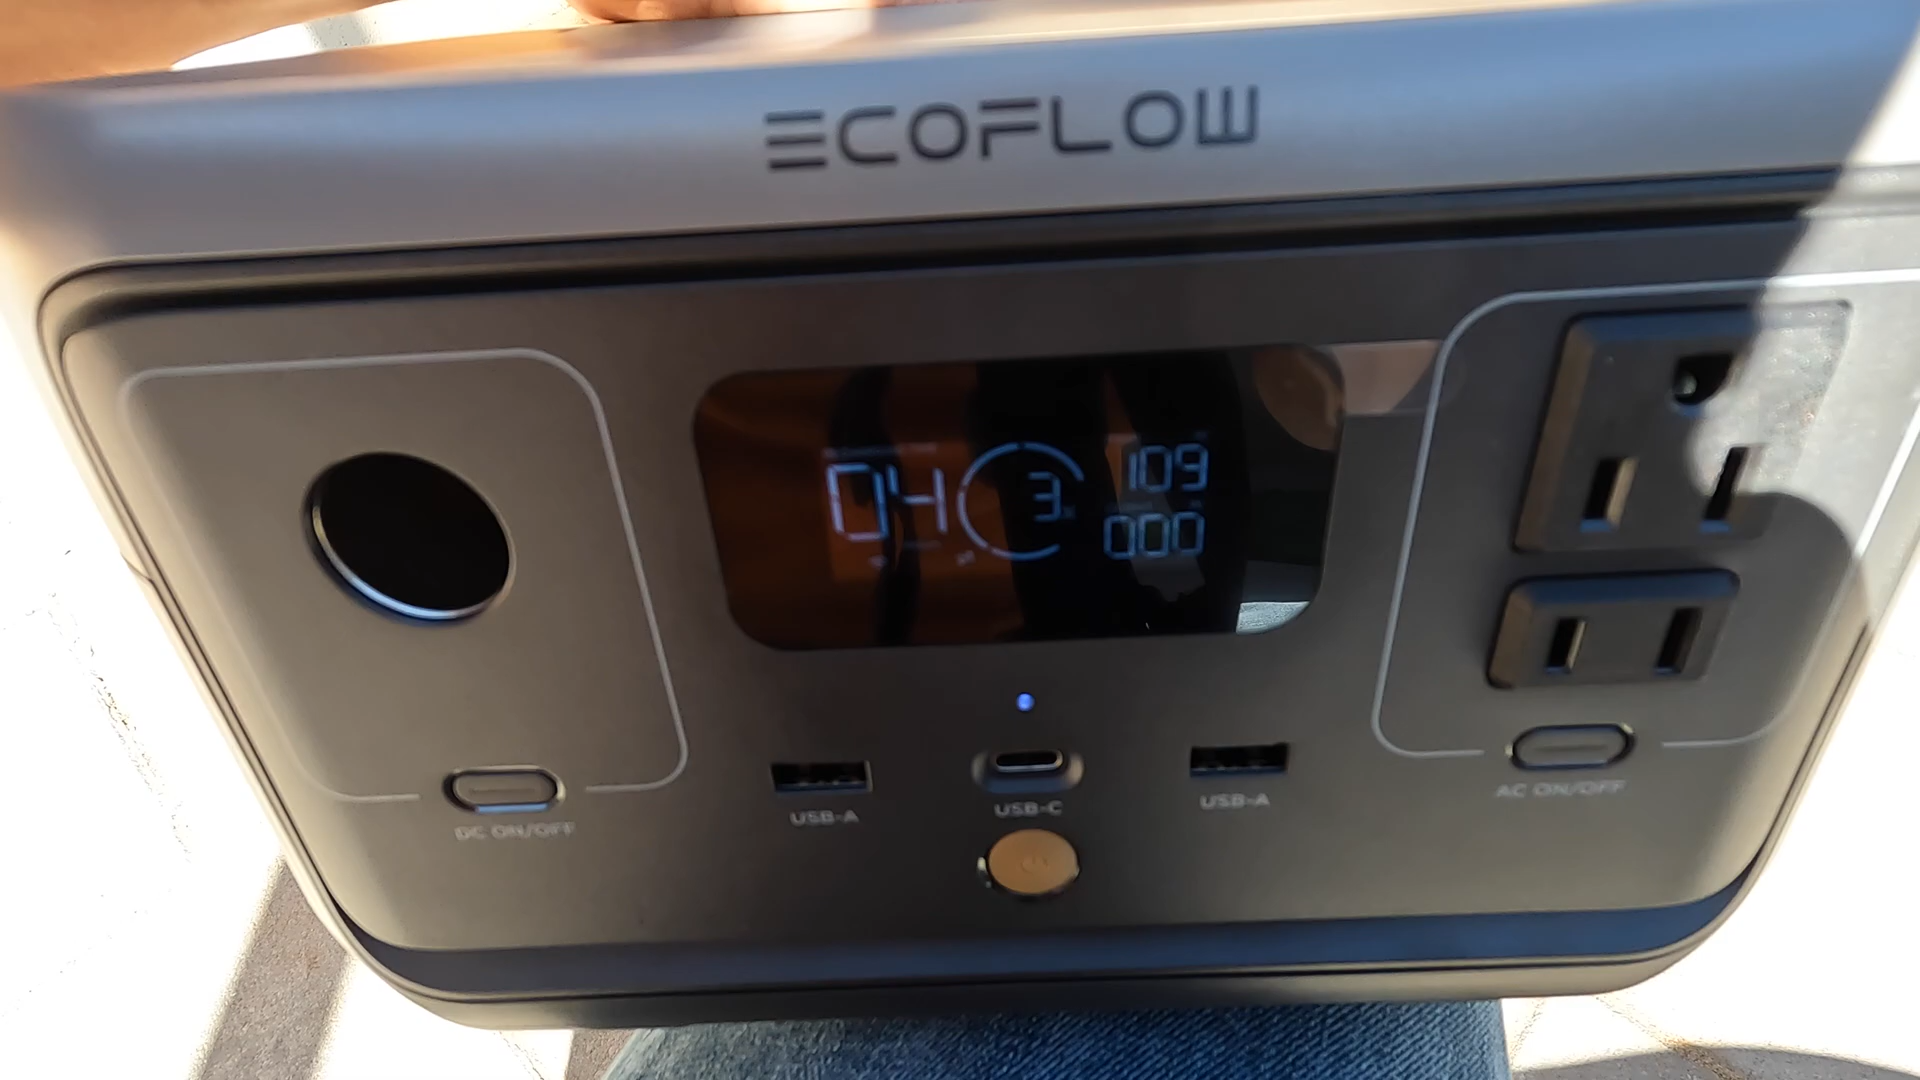 ECOFLOW
04
3
109
000
DC ON/OFF
USB-A
USB-C
USB-A
AC ON/OFF